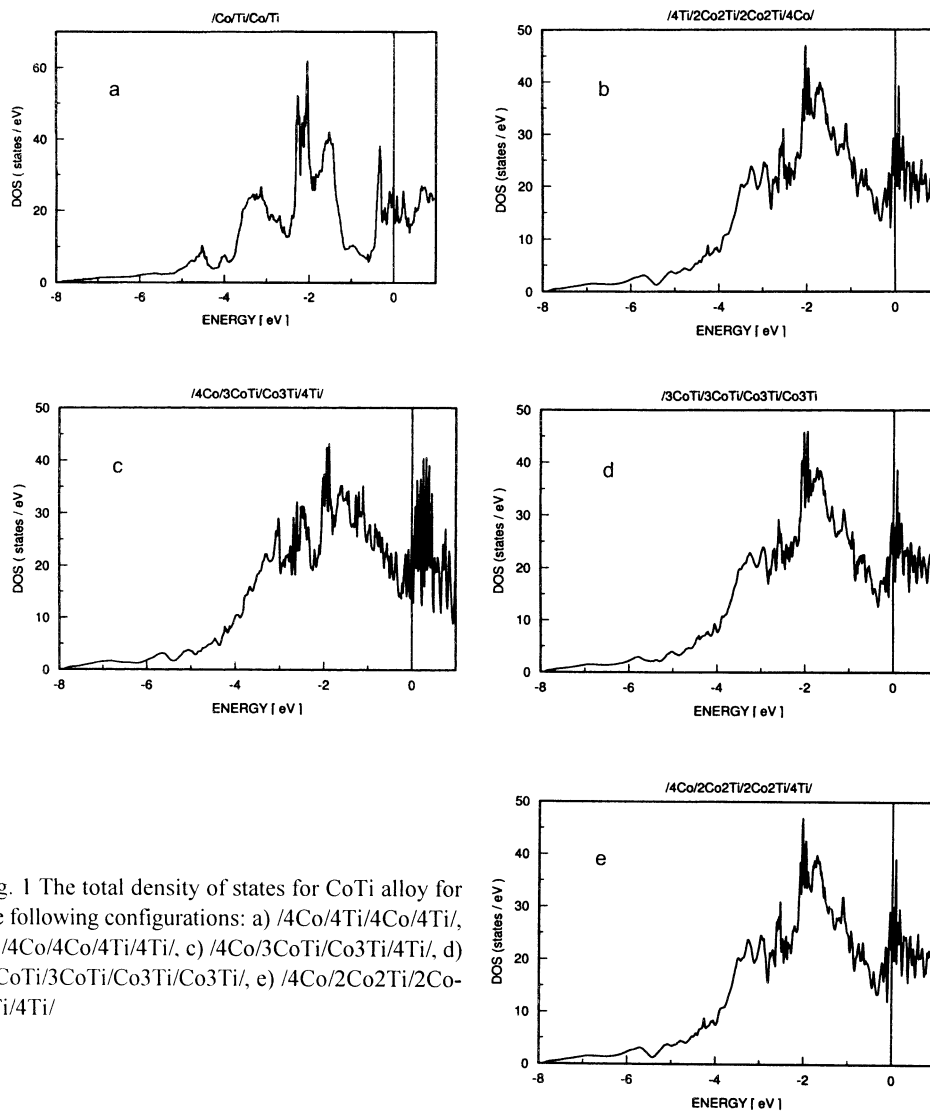 /Co/Ti/Co/Ti
a
DOS ( states / eV)
60
40
20
0
-8
-6
-4
-2
0
ENERGY [ eV ]
/4Ti/2Co2Ti/2Co2Ti/4Co/
b
DOS (states / eV )
50
40
30
20
10
0
-8
-6
-4
-2
0
ENERGY [ eV ]
/4Co/3CoTi/Co3Ti/4Ti/
c
DOS ( states / eV )
50
40
30
20
10
0
-8
-6
-4
-2
0
ENERGY [ eV ]
/3CoTi/3CoTi/Co3Ti/Co3Ti
d
DOS (states / eV )
50
40
30
20
10
0
-8
-6
-4
-2
0
ENERGY [ eV ]
/4Co/2Co2Ti/2Co2Ti/4Ti/
e
DOS (states / eV )
50
40
30
20
10
0
-8
-6
-4
-2
0
ENERGY [ eV ]
g. 1 The total density of states for CoTi alloy for
e following configurations: a) /4Co/4Ti/4Co/4Ti/,
/4Co/4Co/4Ti/4Ti/, c) /4Co/3CoTi/Co3Ti/4Ti/, d)
CoTi/3CoTi/Co3Ti/Co3Ti/, e) /4Co/2Co2Ti/2Co-
Ti/4Ti/